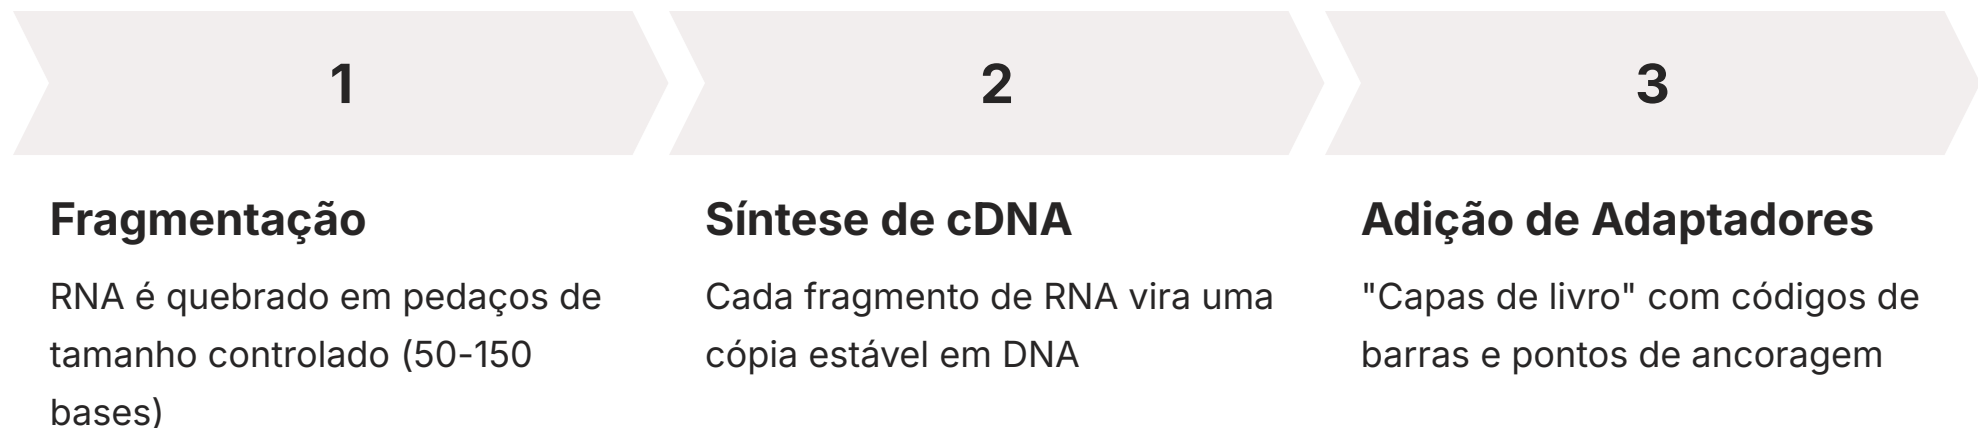 1
2
3
Fragmentação
RNA é quebrado em pedaços de
tamanho controlado (50-150
bases)
Síntese de cDNA
Cada fragmento de RNA vira uma
cópia estável em DNA
Adição de Adaptadores
"Capas de livro" com códigos de
barras e pontos de ancoragem